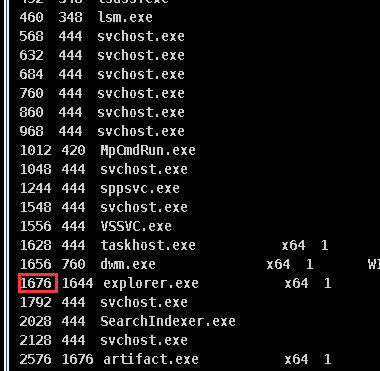 460 348 lsm.exe
568 444 svchost.exe
632 444 svchost.exe
684 444 svchost.exe
760 444 svchost.exe
860 444 svchost.exe
968 444 svchost.exe
1012 420 MpCmdRun.exe
1048 444 svchost.exe
1244 444 sppsvc.exe
1548 444 svchost.exe
1556 444 VSSVC.exe
1628 444 taskhost.exe x64 1
1656 760 dwm.exe x64 1
1676 1644 explorer.exe x64 1
1792 444 svchost.exe
2028 444 SearchIndexer.exe
2128 444 svchost.exe
2576 1676 artifact.exe x64 1